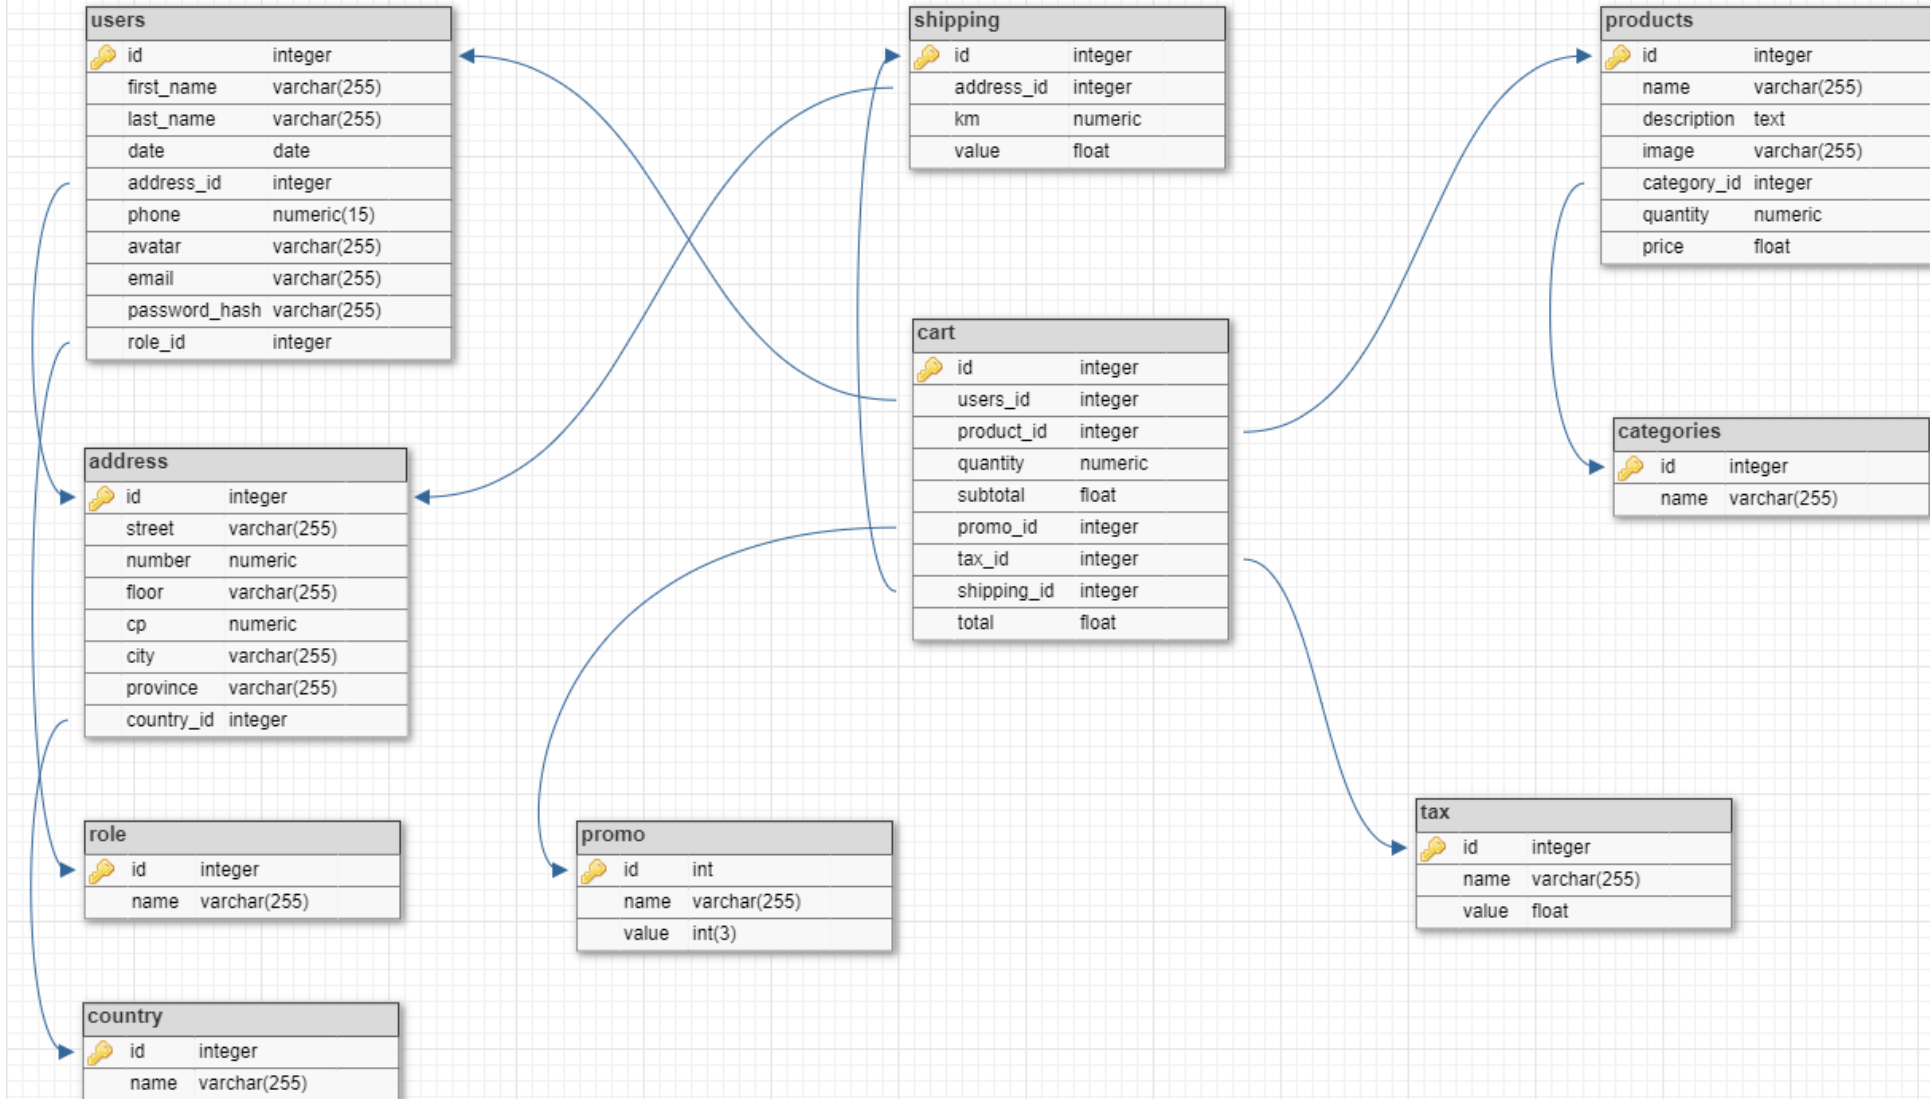 users
id integer
first_name varchar(255)
last_name varchar(255)
date date
address_id integer
phone numeric(15)
avatar varchar(255)
email varchar(255)
password_hash varchar(255)
role_id integer
shipping
id integer
address_id integer
km numeric
value float
products
id integer
name varchar(255)
description text
image varchar(255)
category_id integer
quantity numeric
price float
cart
id integer
users_id integer
product_id integer
quantity numeric
subtotal float
promo_id integer
tax_id integer
shipping_id integer
total float
categories
id integer
name varchar(255)
address
id integer
street varchar(255)
number numeric
floor varchar(255)
cp numeric
city varchar(255)
province varchar(255)
country_id integer
role
id integer
name varchar(255)
promo
id int
name varchar(255)
value int(3)
tax
id integer
name varchar(255)
value float
country
id integer
name varchar(255)